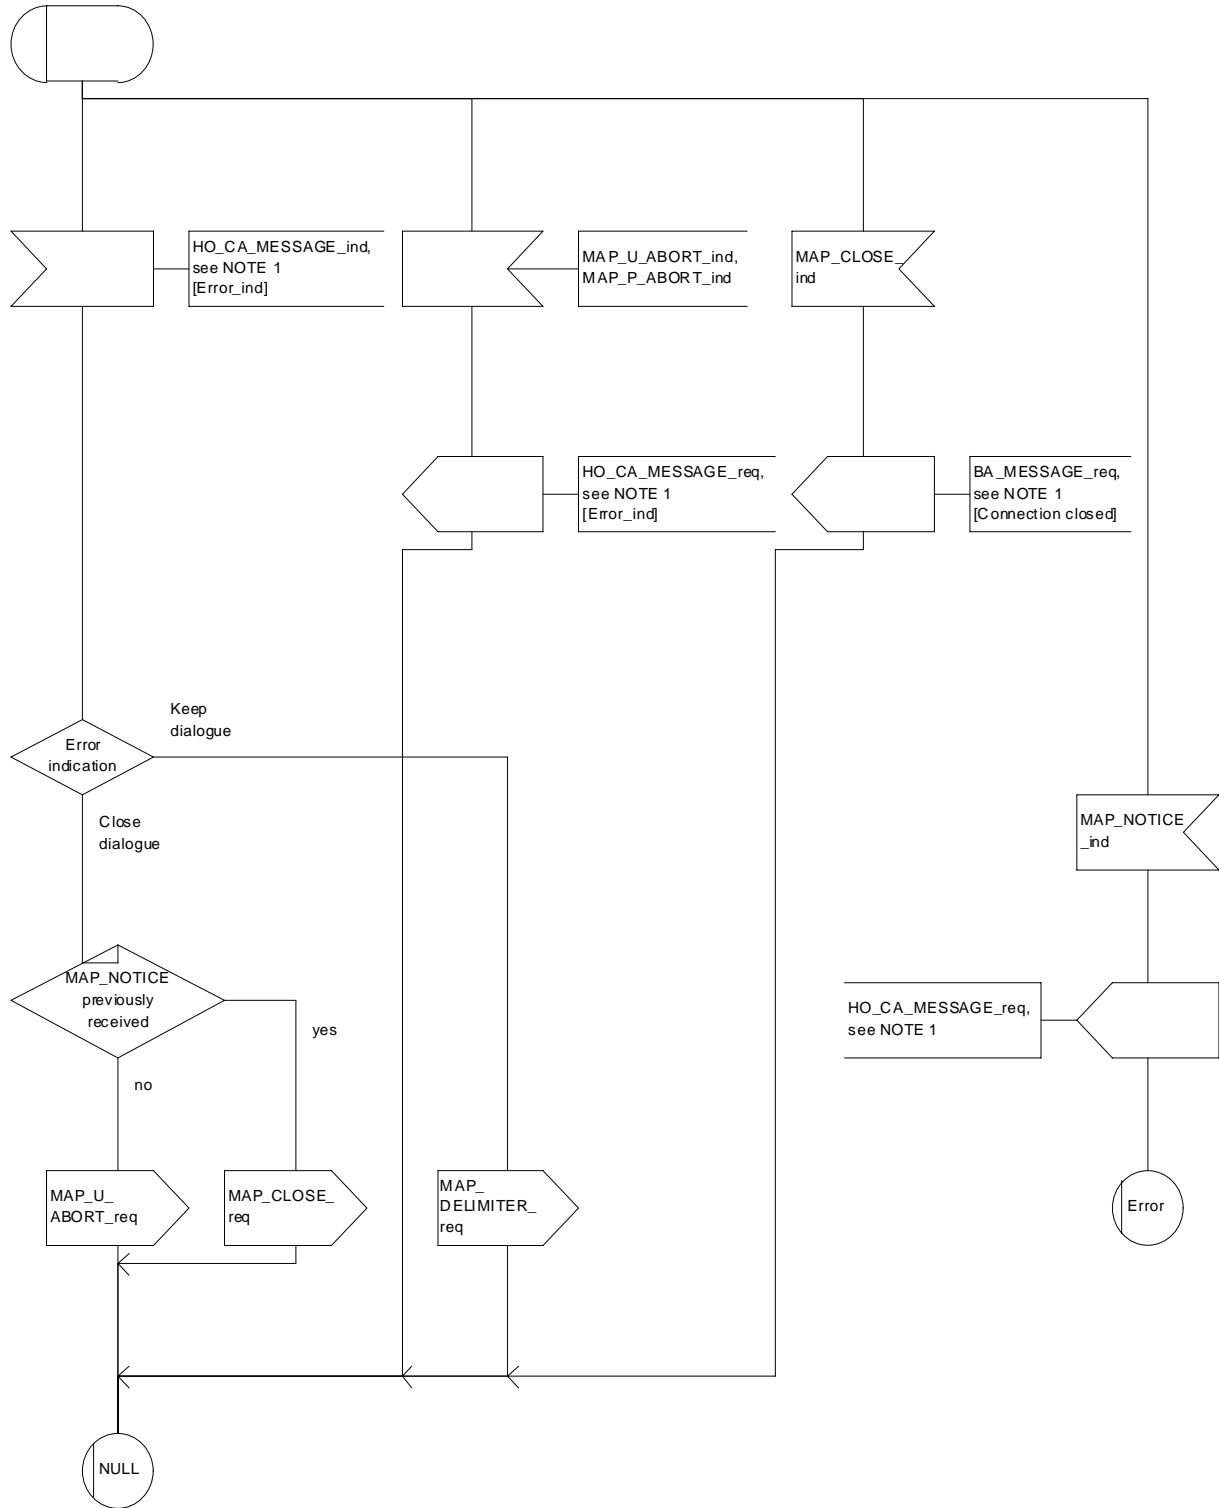 HO_CA_MESSAGE_ind,
see NOTE 1
[Error_ind]
MAP_U_ABORT_ind,
MAP_P_ABORT_ind
MAP_CLOSE_
ind
HO_CA_MESSAGE_req,
see NOTE 1
[Error_ind]
BA_MESSAGE_req,
see NOTE 1
[Connection closed]
Keep
dialogue
Error
indication
Close
dialogue
MAP_NOTICE
_ind
MAP_NOTICE
previously
received
yes
no
HO_CA_MESSAGE_req,
see NOTE 1
MAP_U_
ABORT_req
MAP_CLOSE_
req
MAP_
DELIMITER_
req
Error
NULL